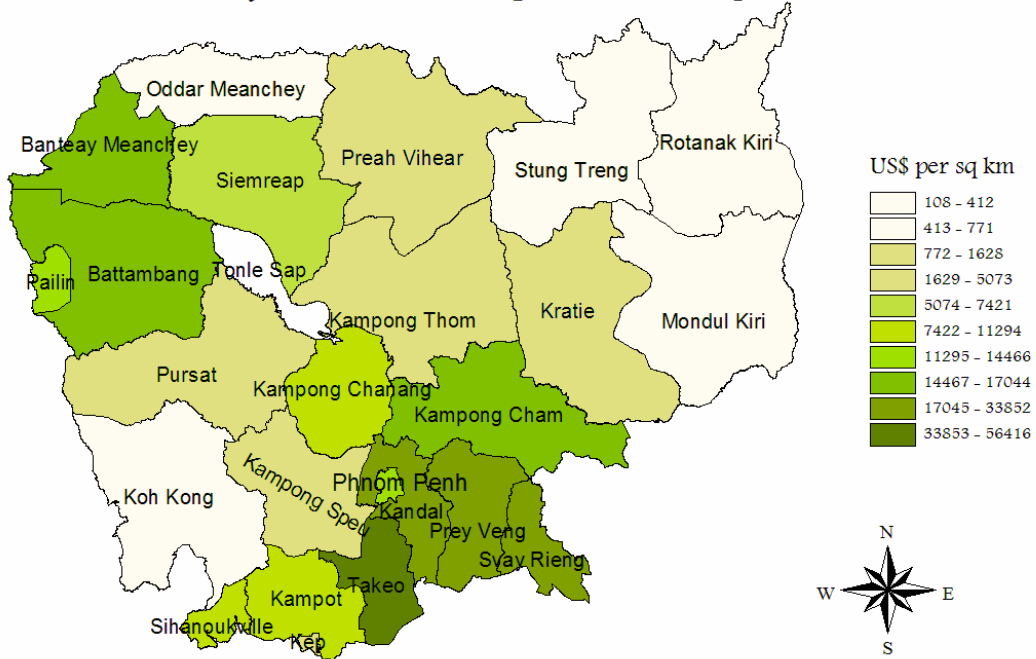 Oddar Meanchey
Banteay Meanchey
Siemreap
Preah Vihear
Stung Treng
Rotanak Kiri
Pailin
Battambang
Tonle Sap
Kampong Thom
Kratie
Mondul Kiri
Pursat
Kampong Chanang
Kampong Cham
Koh Kong
Kampong Speu
Phnom Penh
Kandal
Prey Veng
Svay Rieng
Takeo
Kampot
Sihanoukville
Kep
US$ per sq km
108 - 412
413 - 771
772 - 1628
1629 - 5073
5074 - 7421
7422 - 11294
11295 - 14466
14467 - 17044
17045 - 33852
33853 - 56416
N
W E
S